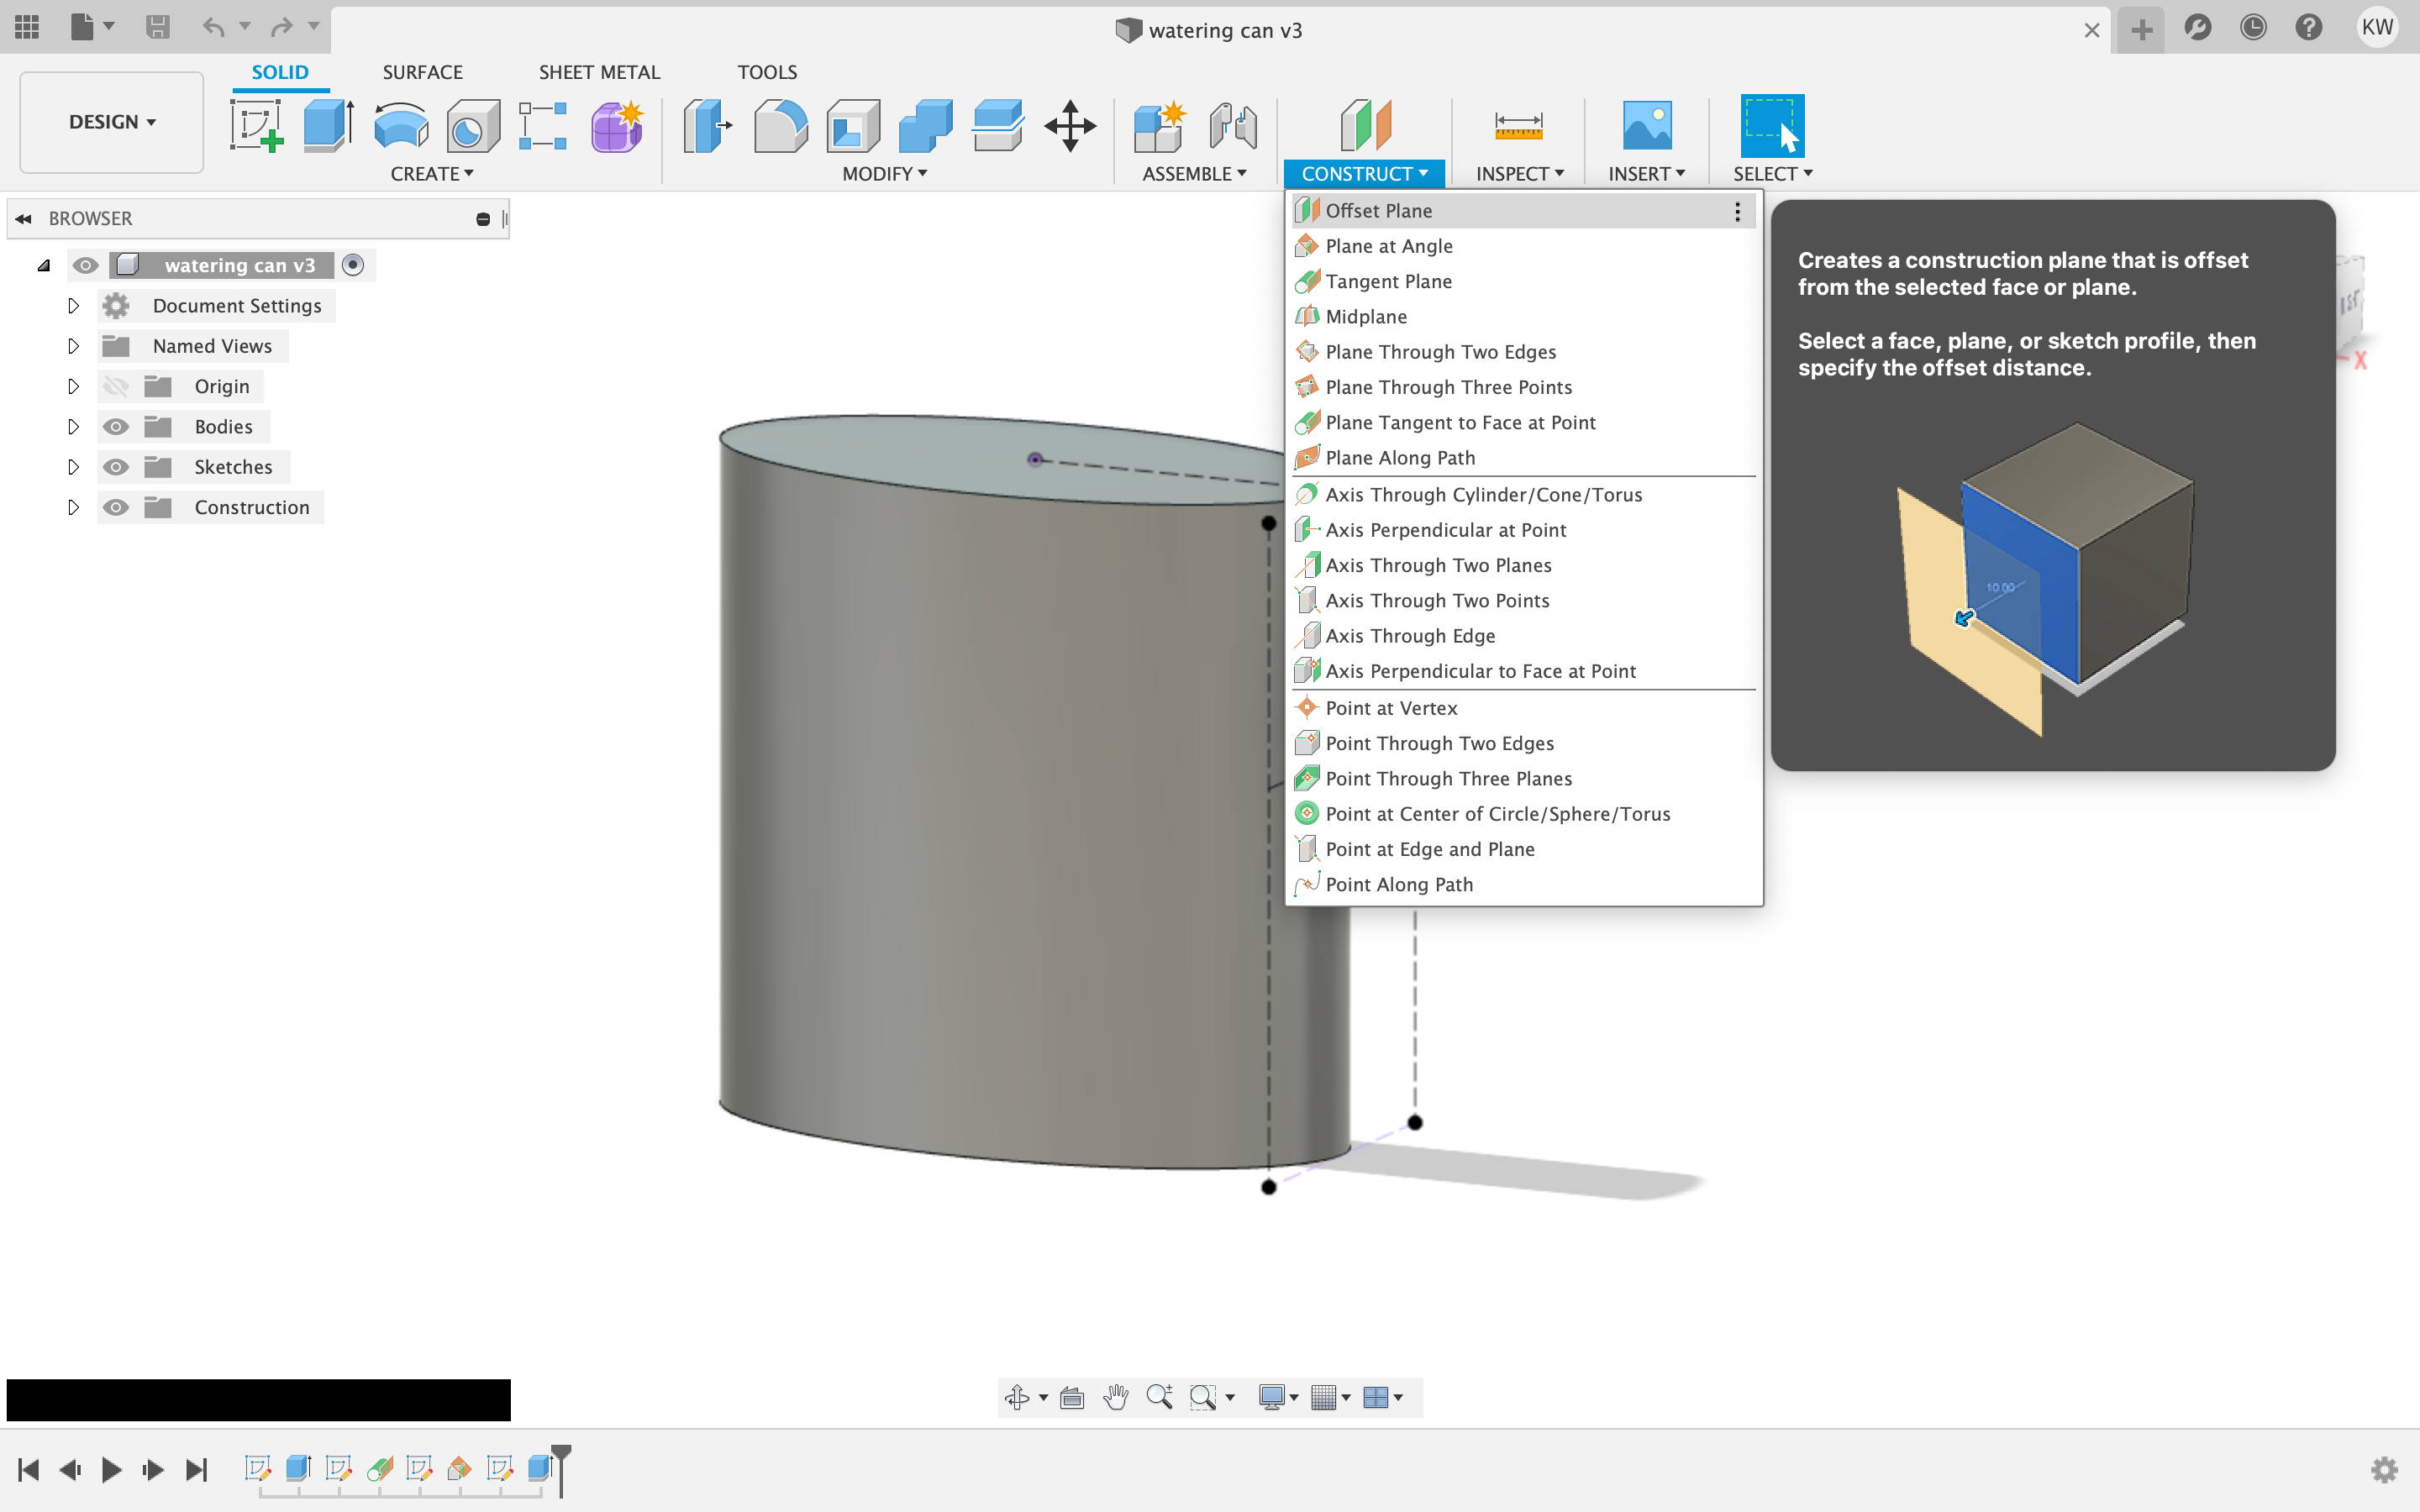 watering can v3
KW
DESIGN
SOLID
SURFACE
SHEET METAL
TOOLS
CREATE
MODIFY
ASSEMBLE
CONSTRUCT
INSPECT
INSERT
SELECT
BROWSER
watering can v3
Document Settings
Named Views
Origin
Bodies
Sketches
Construction
Offset Plane
Plane at Angle
Tangent Plane
Midplane
Plane Through Two Edges
Plane Through Three Points
Plane Tangent to Face at Point
Plane Along Path
Axis Through Cylinder/Cone/Torus
Axis Perpendicular at Point
Axis Through Two Planes
Axis Through Two Points
Axis Through Edge
Axis Perpendicular to Face at Point
Point at Vertex
Point Through Two Edges
Point Through Three Planes
Point at Center of Circle/Sphere/Torus
Point at Edge and Plane
Point Along Path
Creates a construction plane that is offset
from the selected face or plane.
Select a face, plane, or sketch profile, then
specify the offset distance.
10.00
X